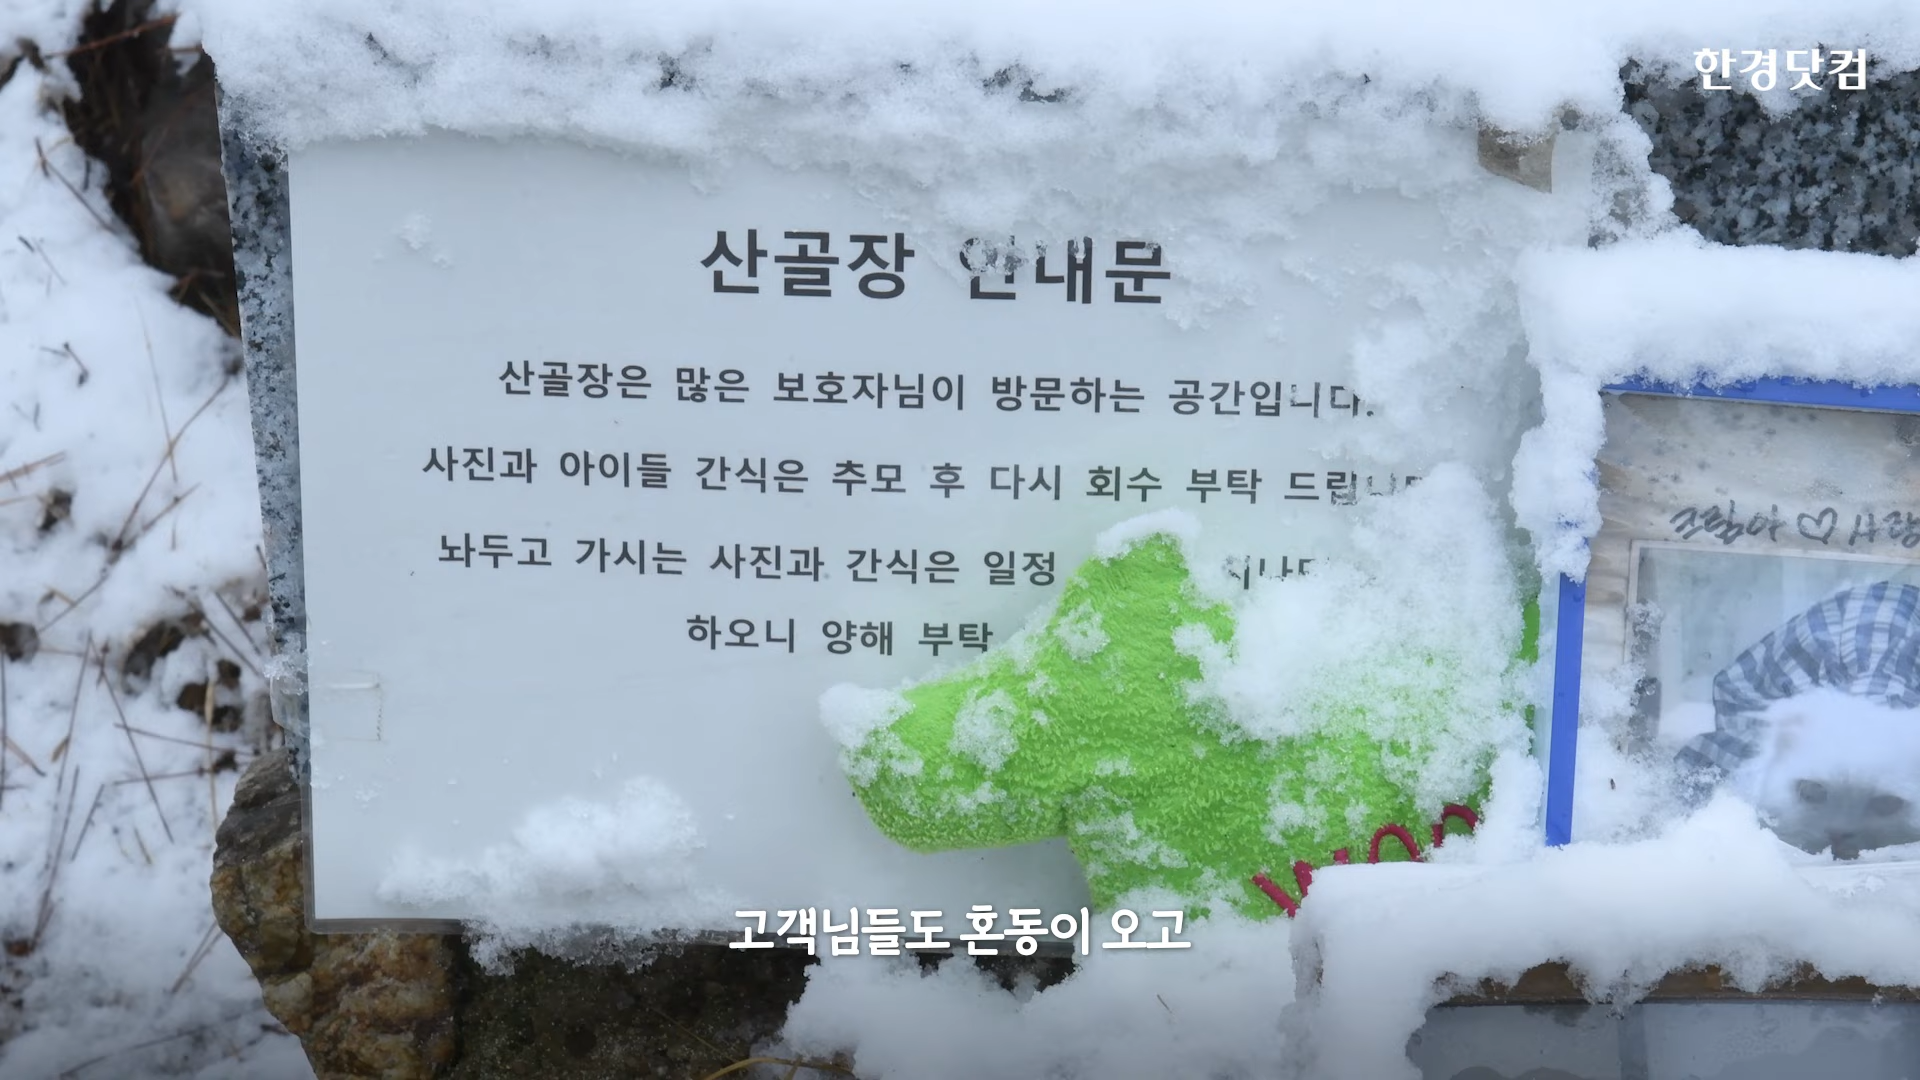 한경닷컴
산골장 안내문
산골장은 많은 보호자님이 방문하는 공간입니다.
사진과 아이들 간식은 추모 후 다시 회수 부탁
놔두고 가시는 사진과 간식은 일정
하오니 양해 부탁
고객님들도 혼동이 오고